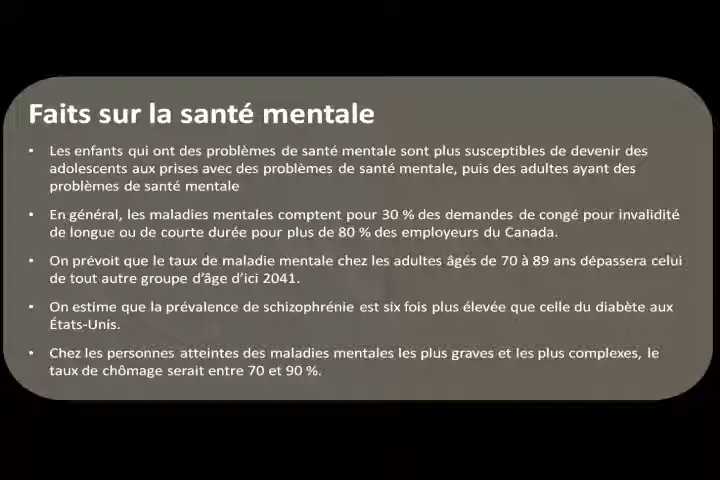 Faits sur la santé mentale
• Les enfants qui ont des problèmes de santé mentale sont plus susceptibles de devenir des
adolescents aux prises avec des problèmes de santé mentale, puis des adultes ayant des
problèmes de santé mentale
• En général, les maladies mentales comptent pour 30 % des demandes de congé pour invalidité
de longue ou de courte durée pour plus de 80 % des employeurs du Canada.
• On prévoit que le taux de maladie mentale chez les adultes âgés de 70 à 89 ans dépassera celui
de tout autre groupe d’âge d’ici 2041.
• On estime que la prévalence de schizophrénie est six fois plus élevée que celle du diabète aux
États-Unis.
• Chez les personnes atteintes des maladies mentales les plus graves et les plus complexes, le
taux de chômage serait entre 70 et 90 %.